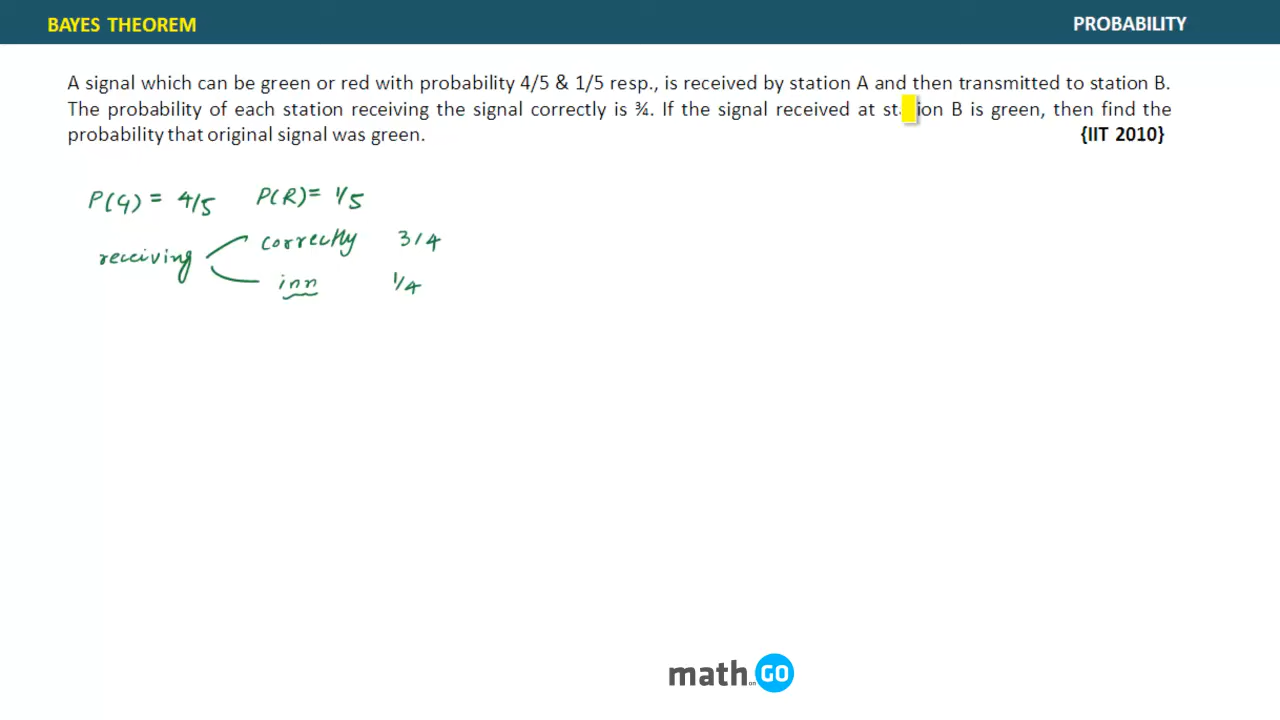 BAYES THEOREM
PROBABILITY
A signal which can be green or red with probability 4/5 & 1/5 resp., is received by station A and then transmitted to station B.
The probability of each station receiving the signal correctly is ¾. If the signal received at sta ion B is green, then find the
probability that original signal was green. {IIT 2010}
P(G) = 4/5 P(R) = 1/5
receiving correctly 3/4
1/4
math on GO